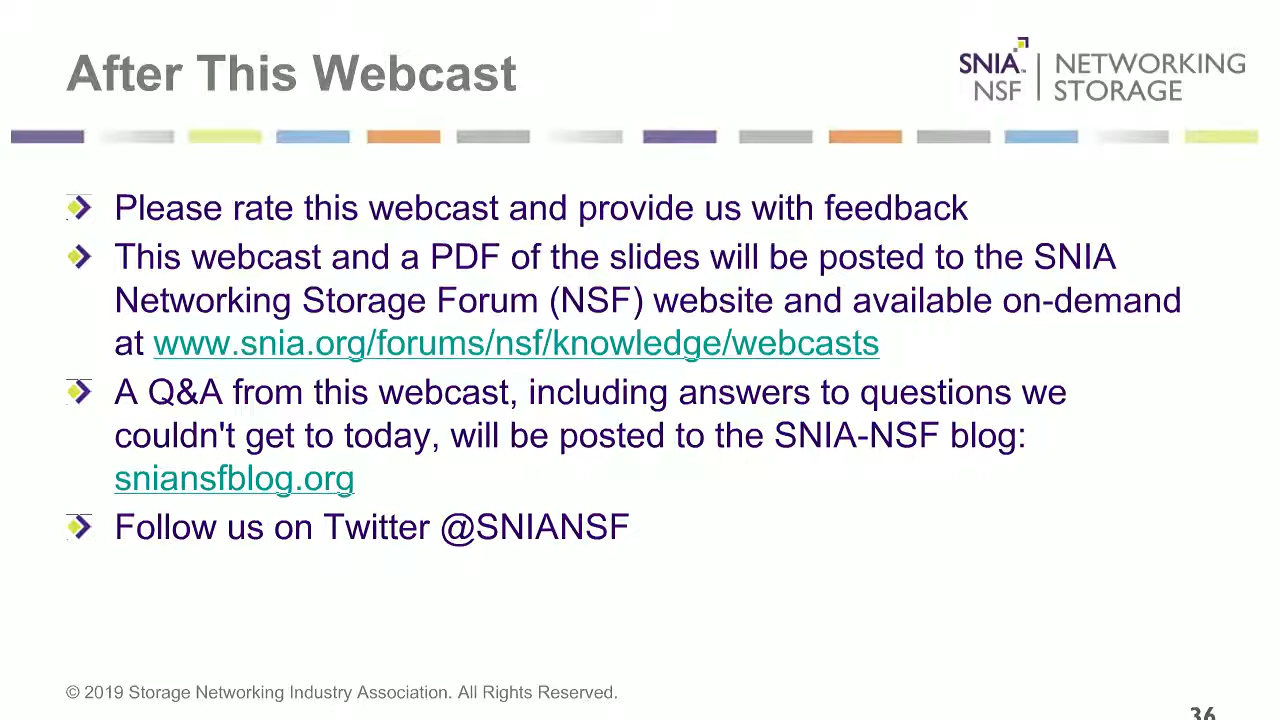 After This Webcast
SNIA™ NSF | NETWORKING STORAGE
Please rate this webcast and provide us with feedback
This webcast and a PDF of the slides will be posted to the SNIA
Networking Storage Forum (NSF) website and available on-demand
at www.snia.org/forums/nsf/knowledge/webcasts
A Q&A from this webcast, including answers to questions we
couldn't get to today, will be posted to the SNIA-NSF blog:
sniansfblog.org
Follow us on Twitter @SNIANSF
© 2019 Storage Networking Industry Association. All Rights Reserved.
36